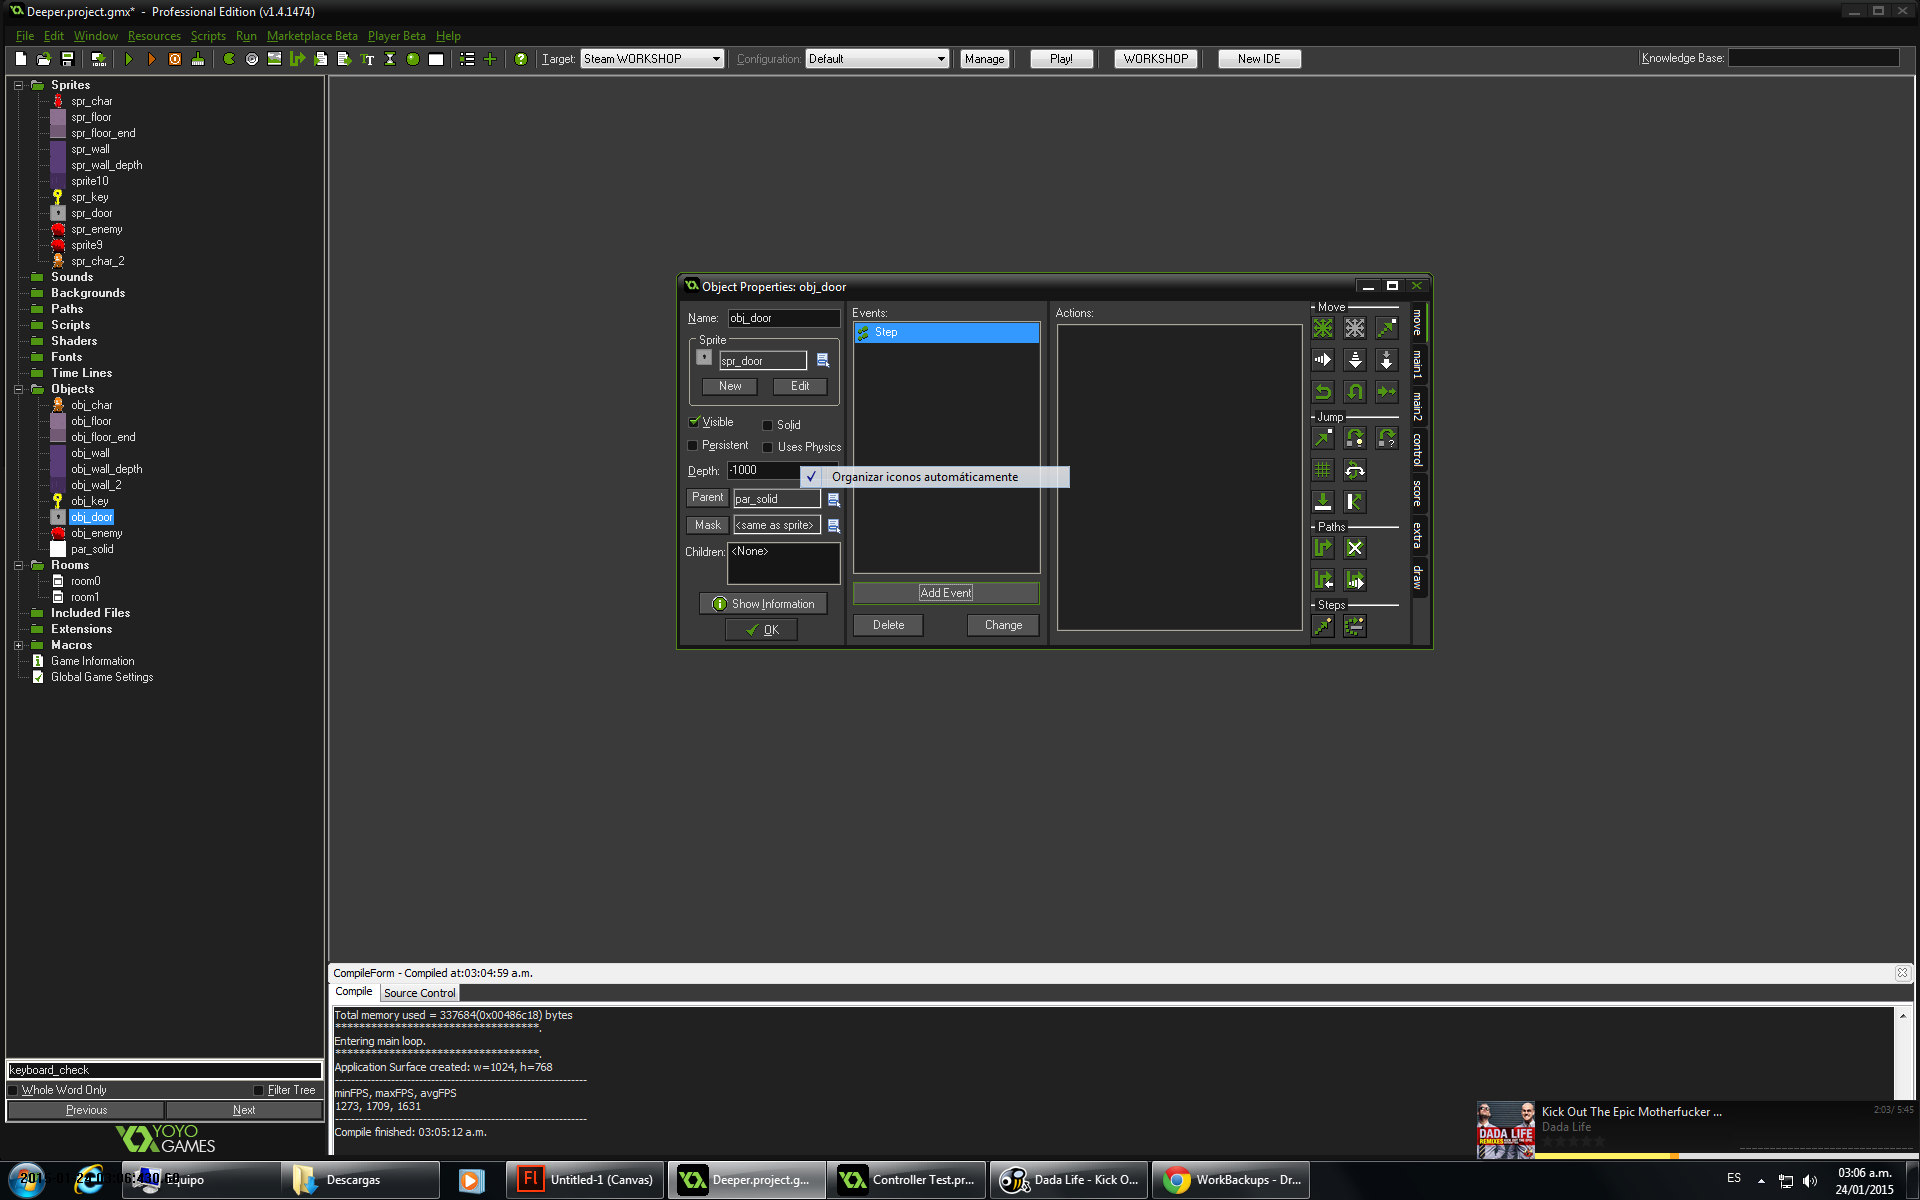 Deeper.project.gmx* - Professional Edition (v1.4.1474)
File Edit Window Resources Scripts Run Marketplace Beta Player Beta Help
Target: Steam WORKSHOP Configuration: Default Manage Play! WORKSHOP New IDE Knowledge Base:
Sprites
spr_char
spr_floor
spr_floor_end
spr_wall
spr_wall_depth
sprite10
spr_key
spr_door
spr_enemy
sprite9
spr_char_2
Sounds
Backgrounds
Paths
Scripts
Shaders
Fonts
Time Lines
Objects
obj_char
obj_floor
obj_floor_end
obj_wall
obj_wall_depth
obj_wall_2
obj_key
obj_door
obj_enemy
par_solid
Rooms
room0
room1
Included Files
Extensions
Macros
Game Information
Global Game Settings
keyboard_check
Whole Word Only Filter Tree
Previous Next
YOYO
GAMES
Object Properties: obj_door
Name: obj_door
Sprite
spr_door
New Edit
Visible Solid
Persistent Uses Physics
Depth: -1000
Parent par_solid
Mask <same as sprite>
Children: <None>
Show Information
OK
Events:
Step
Organizar iconos automáticamente
Add Event
Delete Change
Actions:
Move
Jump
Paths
Steps
move
main1
main2
control
score
extra
draw
CompileForm - Compiled at:03:04:59 a.m.
Compile Source Control
Total memory used = 337684(0x00486c18) bytes
***********************************.
Entering main loop.
***********************************.
Application Surface created: w=1024, h=768
minFPS, maxFPS, avgFPS
1273, 1709, 1631
Compile finished: 03:05:12 a.m.
DADA LIFE
REMIXES
Kick Out The Epic Motherfucker ...
Dada Life
2:03/ 5:45
Descargas
Fl Untitled-1 (Canvas)
Deeper.project.g...
Controller Test.pr...
Dada Life - Kick O...
WorkBackups - Dr...
ES
03:06 a.m.
24/01/2015